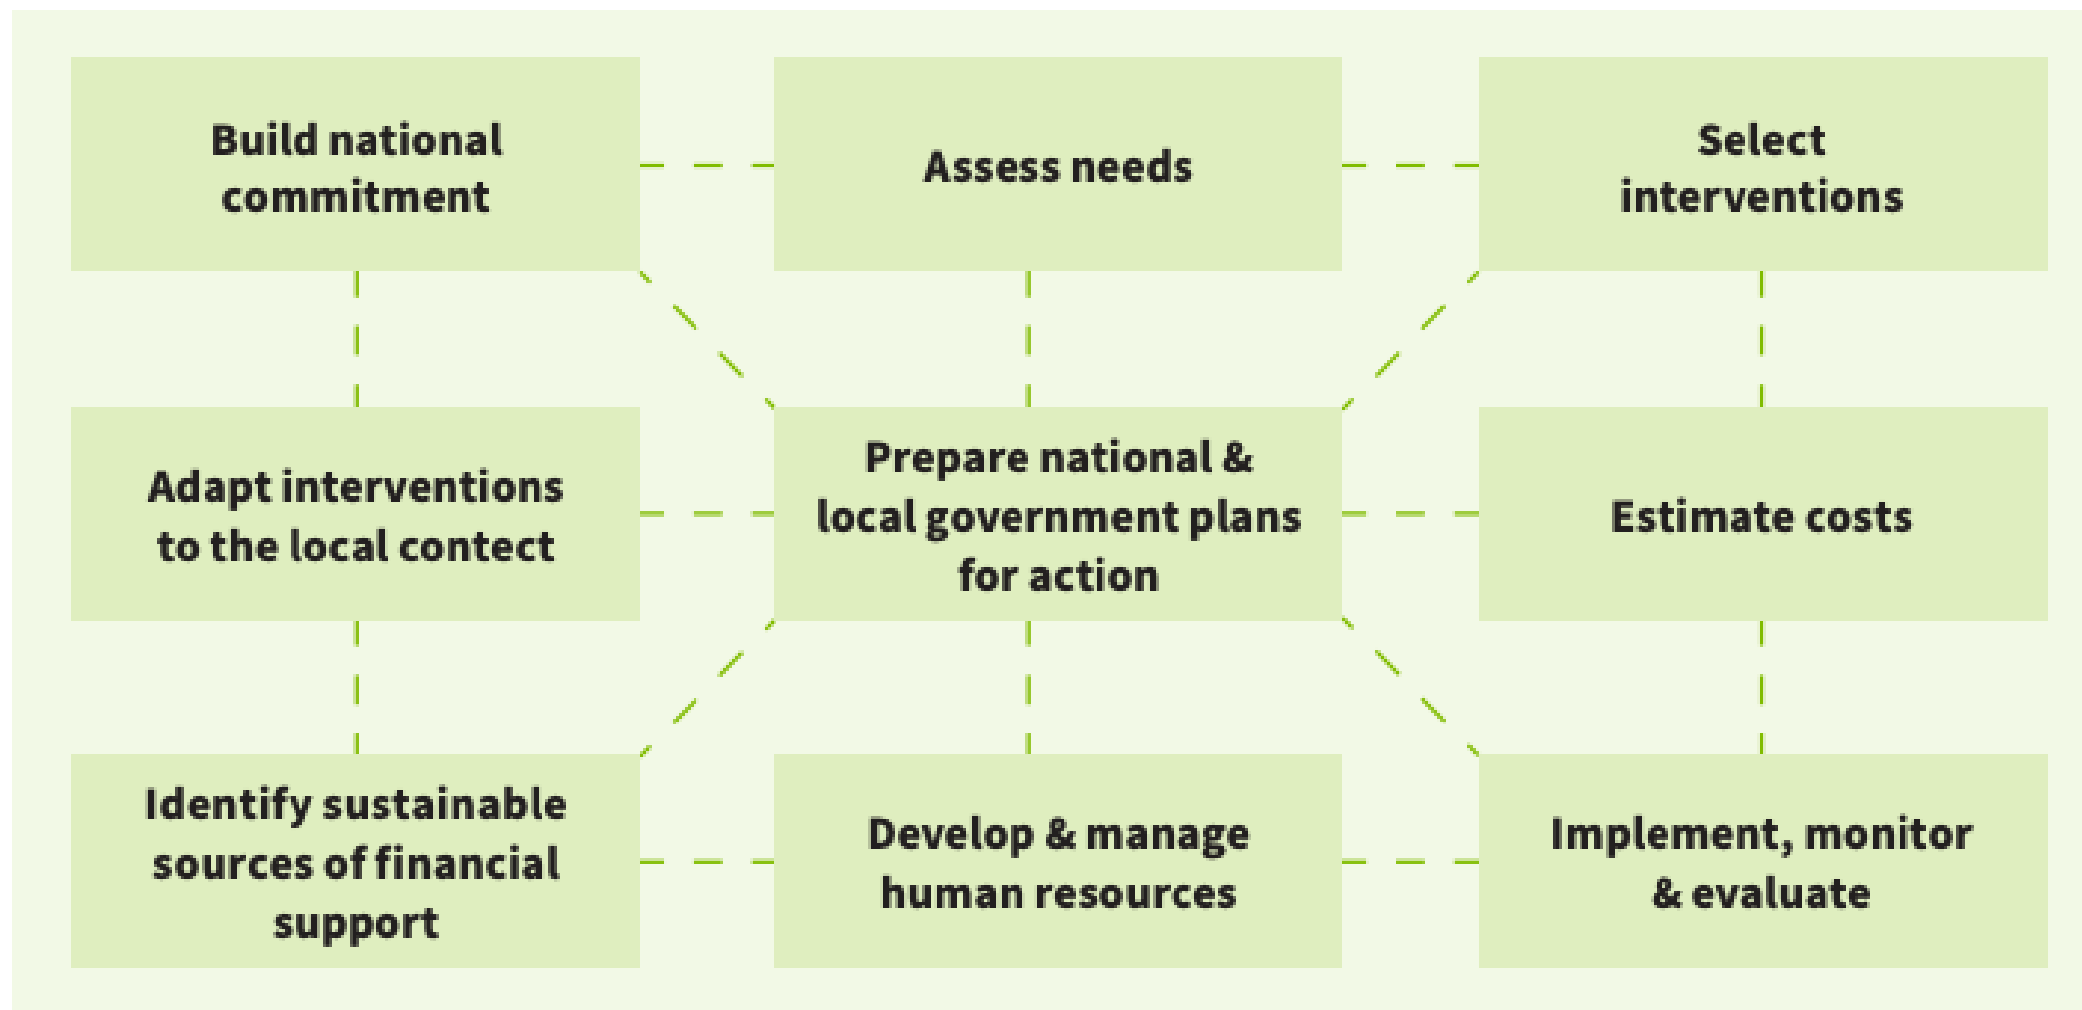 Build national
commitment
Assess needs
Select
interventions
Adapt interventions
to the local contect
Prepare national &
local government plans
for action
Estimate costs
Identify sustainable
sources of financial
support
Develop & manage
human resources
Implement, monitor
& evaluate